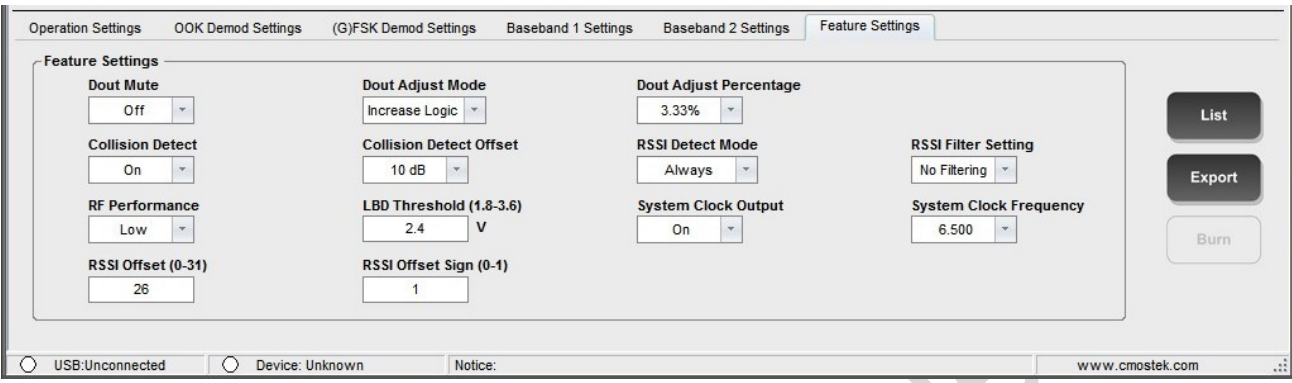 Operation Settings OOK Demod Settings (G)FSK Demod Settings Baseband 1 Settings Baseband 2 Settings Feature Settings
Feature Settings
Dout Mute Dout Adjust Mode Dout Adjust Percentage
Off Increase Logic 3.33%
List
Collision Detect Collision Detect Offset RSSI Detect Mode RSSI Filter Setting
On 10 dB Always No Filtering
Export
RF Performance LBD Threshold (1.8-3.6) System Clock Output System Clock Frequency
Low 2.4 V On 6.500
Burn
RSSI Offset (0-31) RSSI Offset Sign (0-1)
26 1
USB:Unconnected Device: Unknown Notice: www.cmostek.com